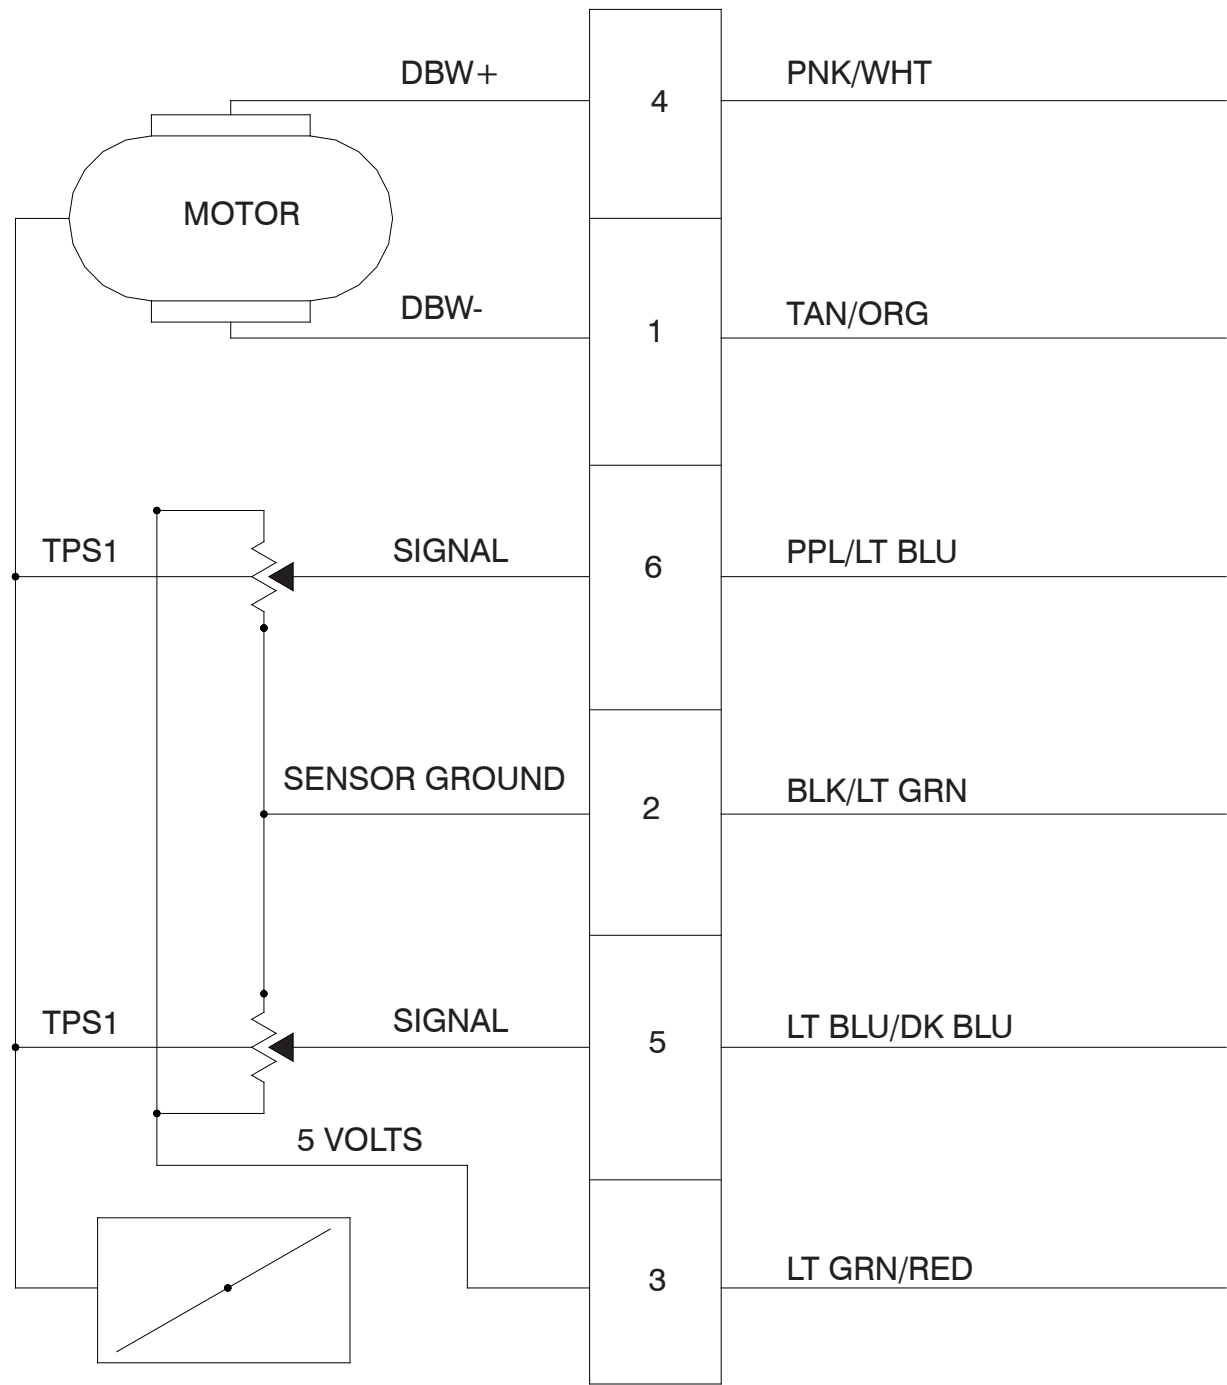 DBW+
4
PNK/WHT
MOTOR
DBW-
1
TAN/ORG
TPS1
SIGNAL
6
PPL/LT BLU
SENSOR GROUND
2
BLK/LT GRN
TPS1
SIGNAL
5
LT BLU/DK BLU
5 VOLTS
3
LT GRN/RED